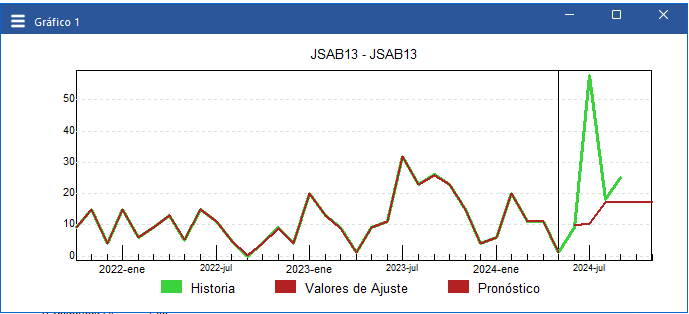 Gráfico 1
JSAB13 - JSAB13
50
40
30
20
10
0
2022-ene 2022-jul 2023-ene 2023-jul 2024-ene 2024-jul
Historia Valores de Ajuste Pronóstico